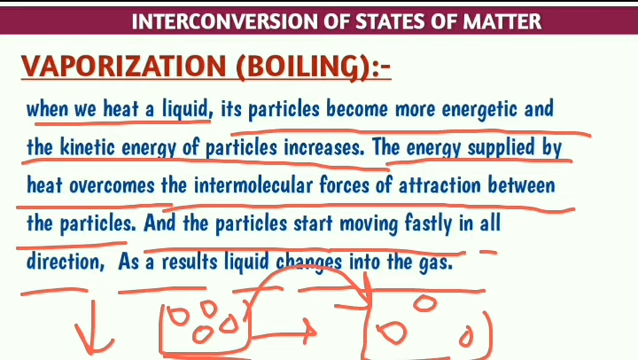 INTERCONVERSION OF STATES OF MATTER
VAPORIZATION (BOILING):-
when we heat a liquid, its particles become more energetic and
the kinetic energy of particles increases. The energy supplied by
heat overcomes the intermolecular forces of attraction between
the particles. And the particles start moving fastly in all
direction, As a results liquid changes into the gas.